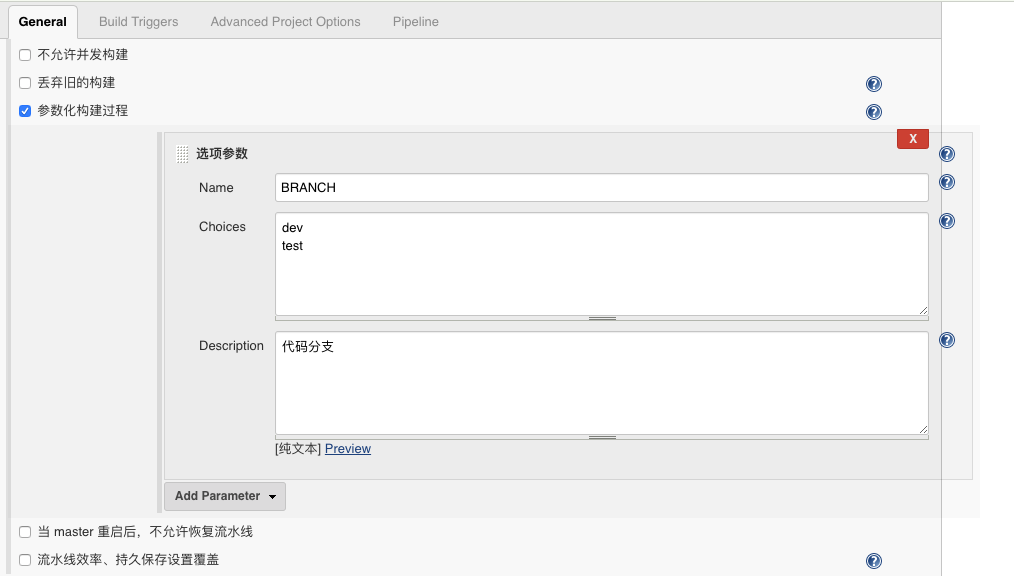 General Build Triggers Advanced Project Options Pipeline
不允许并发构建
丢弃旧的构建
参数化构建过程
X
选项参数
Name BRANCH
Choices dev
test
Description 代码分支
[纯文本] Preview
Add Parameter
当 master 重启后，不允许恢复流水线
流水线效率、持久保存设置覆盖